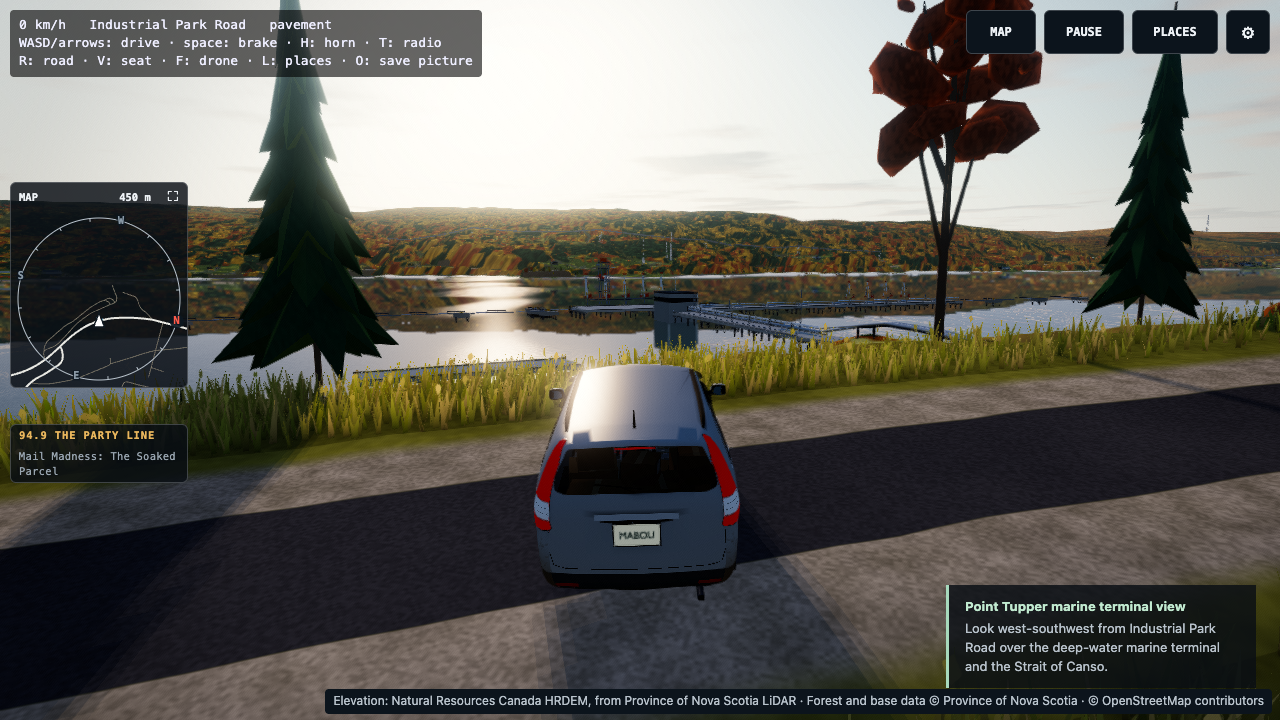 0 km/h Industrial Park Road pavement
WASD/arrows: drive · space: brake · H: horn · T: radio
R: road · V: seat · F: drone · L: places · O: save picture
MAP
PAUSE
PLACES
MAP 450 m
W
S
N
E
94.9 THE PARTY LINE
Mail Madness: The Soaked
Parcel
MABOU
Point Tupper marine terminal view
Look west-southwest from Industrial Park
Road over the deep-water marine terminal
and the Strait of Canso.
Elevation: Natural Resources Canada HRDEM, from Province of Nova Scotia LiDAR · Forest and base data © Province of Nova Scotia · © OpenStreetMap contributors